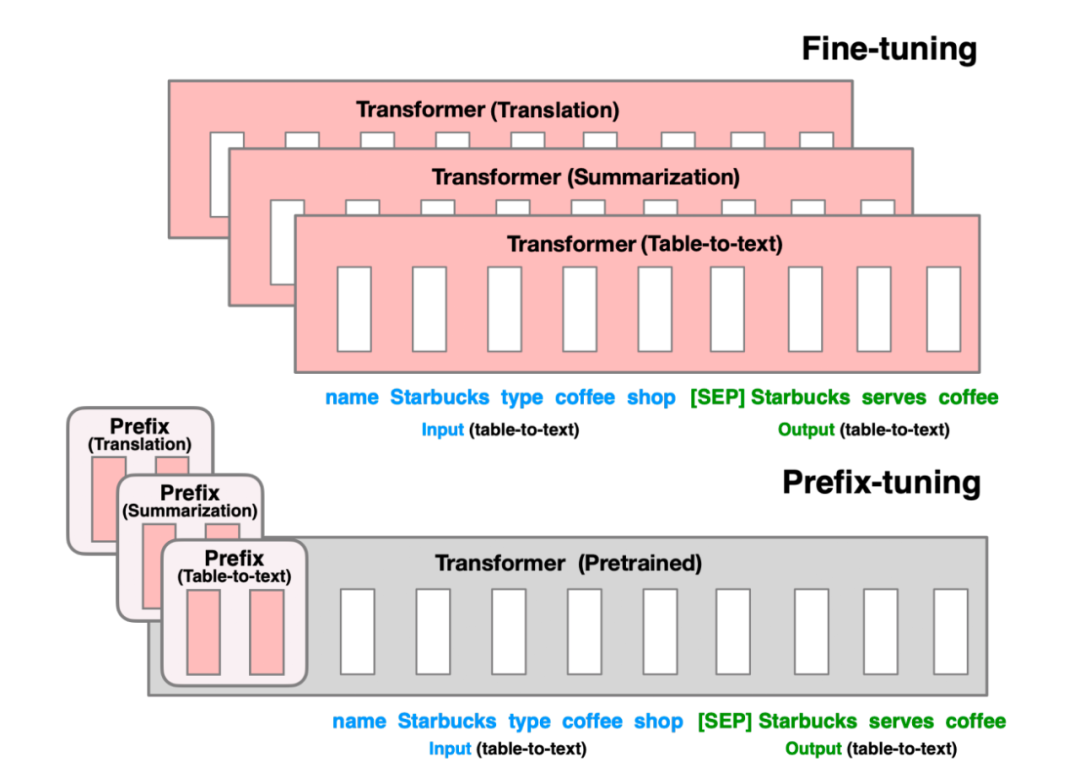 Fine-tuning
Transformer (Translation)
Transformer (Summarization)
Transformer (Table-to-text)
name Starbucks type coffee shop [SEP] Starbucks serves coffee
Input (table-to-text) Output (table-to-text)
Prefix
(Translation)
Prefix-tuning
Prefix
(Summarization)
Prefix
(Table-to-text)
Transformer (Pretrained)
name Starbucks type coffee shop [SEP] Starbucks serves coffee
Input (table-to-text) Output (table-to-text)